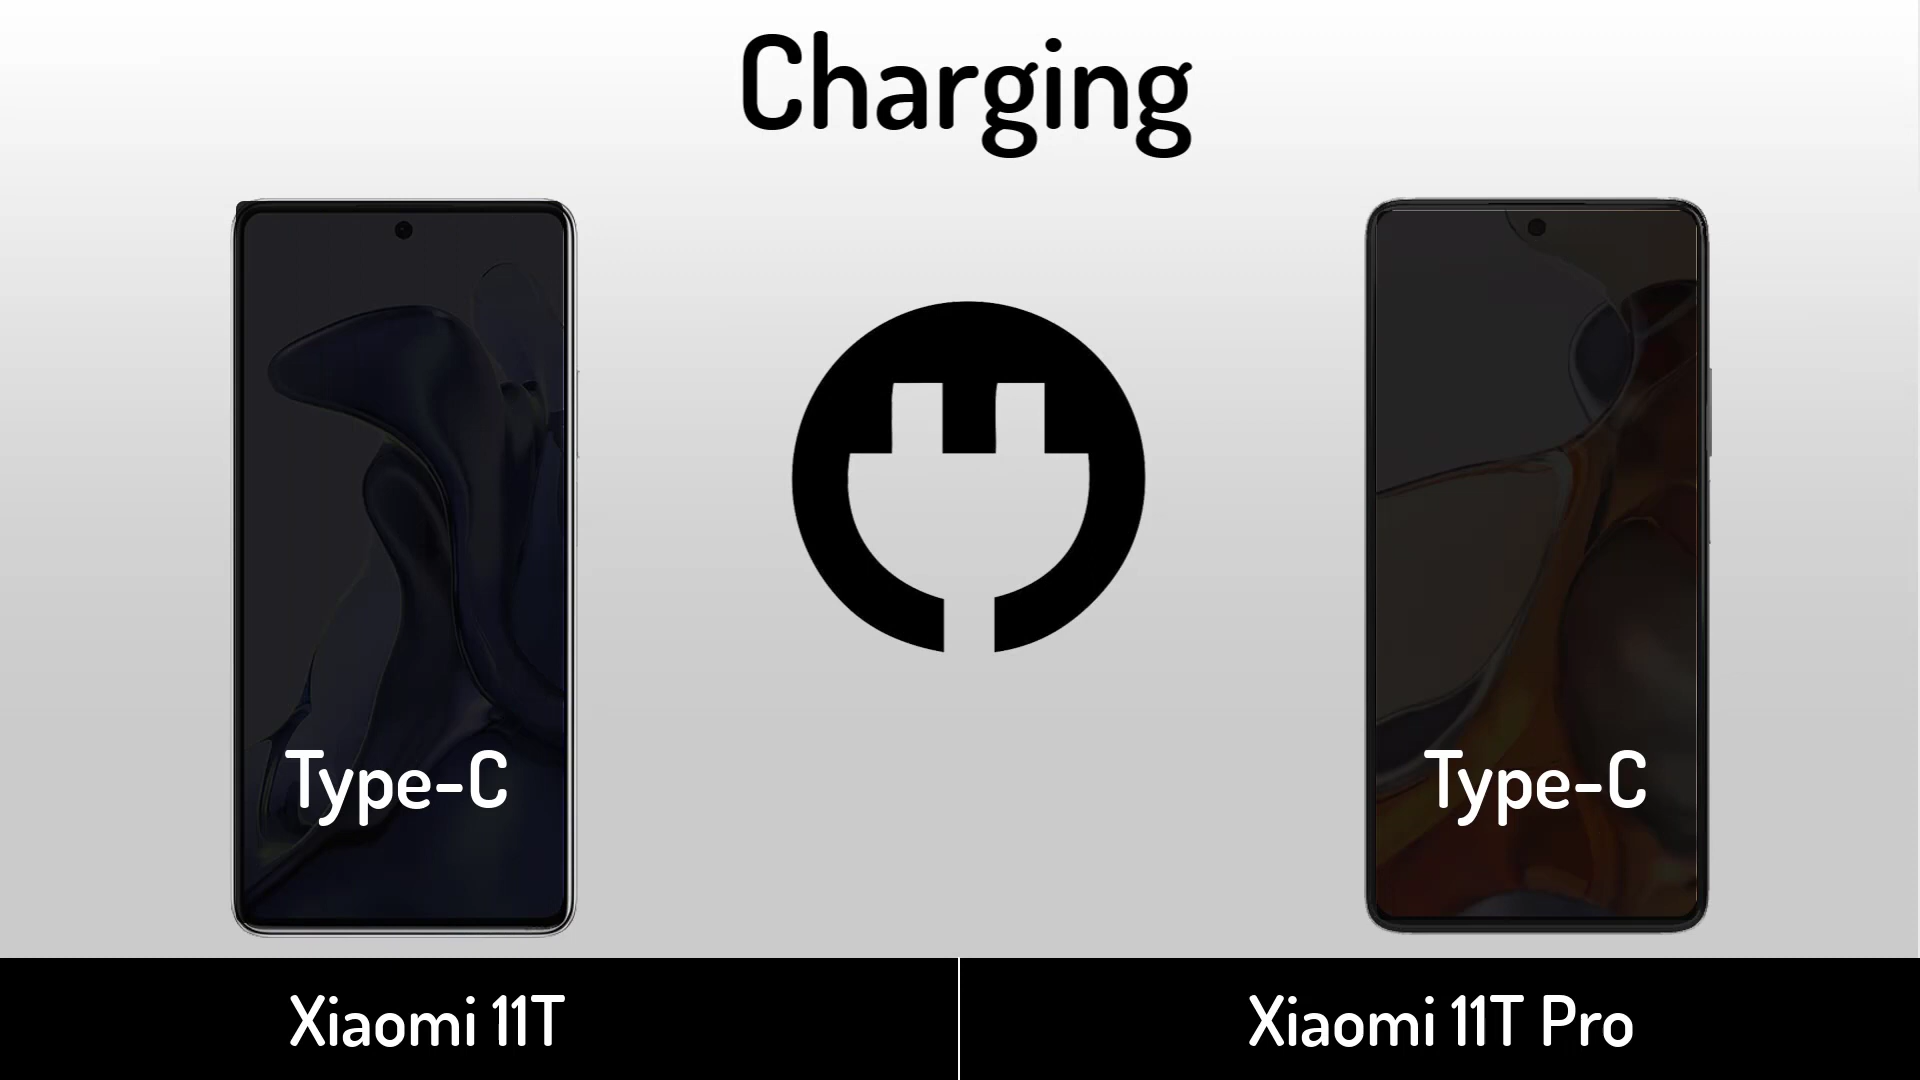 Charging
Type-C
Type-C
Xiaomi 11T
Xiaomi 11T Pro